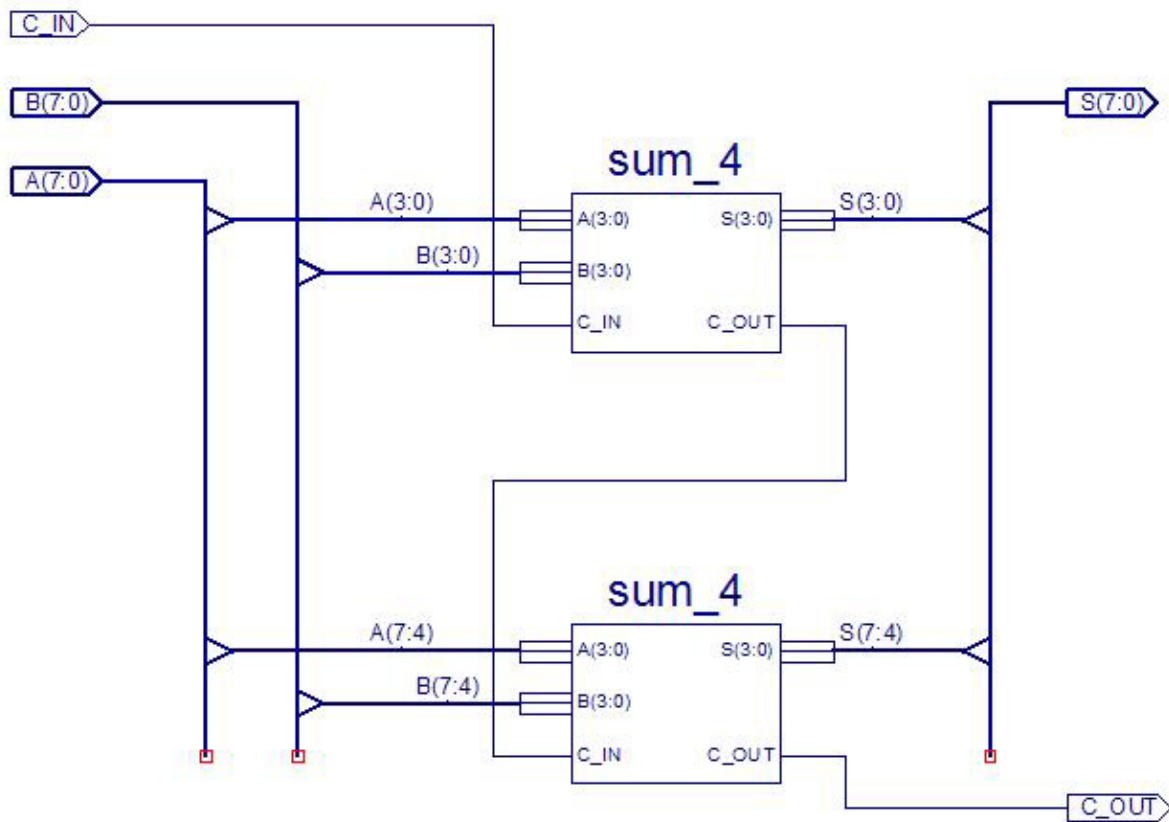 C_IN
B(7:0)
S(7:0)
A(7:0)
sum_4
A(3:0)
A(3:0)
S(3:0)
S(3:0)
B(3:0)
B(3:0)
C_IN
C_OUT
sum_4
A(7:4)
A(3:0)
S(3:0)
S(7:4)
B(7:4)
B(3:0)
C_IN
C_OUT
C_OUT